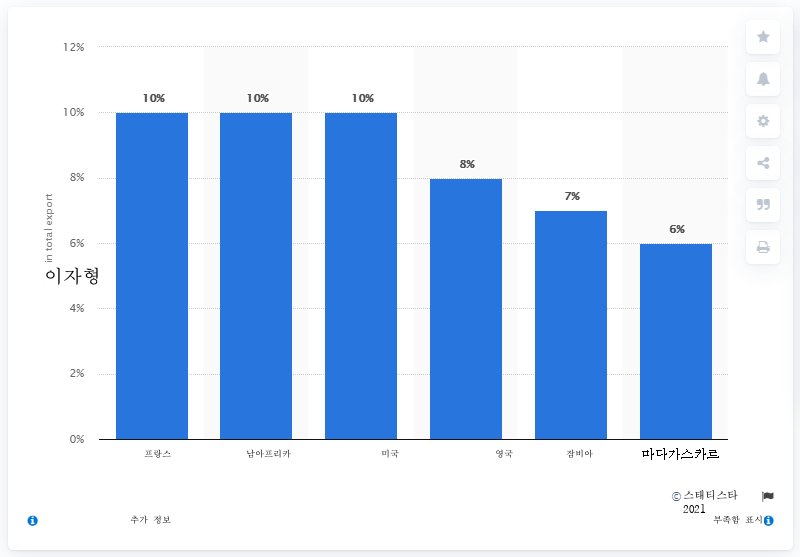 12%
10%
8%
6%
4%
2%
0%
in total export
이자형
10%
10%
10%
8%
7%
6%
프랑스
남아프리카
미국
영국
잠비아
마다가스카르
© 스태티스타
2021
추가 정보
부족함 표시